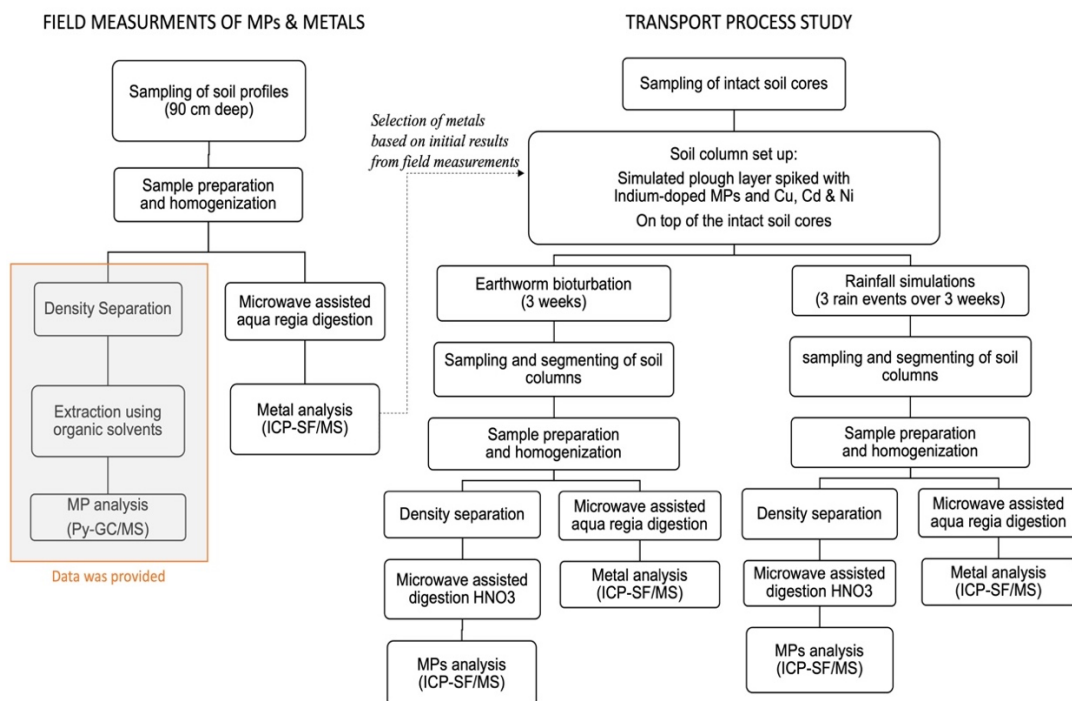 FIELD MEASURMENTS OF MPs & METALS
Sampling of soil profiles
(90 cm deep)
Sample preparation
and homogenization
Density Separation
Extraction using
organic solvents
MP analysis
(Py-GC/MS)
Data was provided
Microwave assisted
aqua regia digestion
Metal analysis
(ICP-SF/MS)
Selection of metals
based on initial results
from field measurements
TRANSPORT PROCESS STUDY
Sampling of intact soil cores
Soil column set up:
Simulated plough layer spiked with
Indium-doped MPs and Cu, Cd & Ni
On top of the intact soil cores
Earthworm bioturbation
(3 weeks)
Sampling and segmenting of soil
columns
Sample preparation
and homogenization
Density separation
Microwave assisted
digestion HNO3
MPs analysis
(ICP-SF/MS)
Microwave assisted
aqua regia digestion
Metal analysis
(ICP-SF/MS)
Rainfall simulations
(3 rain events over 3 weeks)
sampling and segmenting of soil
columns
Sample preparation
and homogenization
Density separation
Microwave assisted
digestion HNO3
MPs analysis
(ICP-SF/MS)
Microwave assisted
aqua regia digestion
Metal analysis
(ICP-SF/MS)